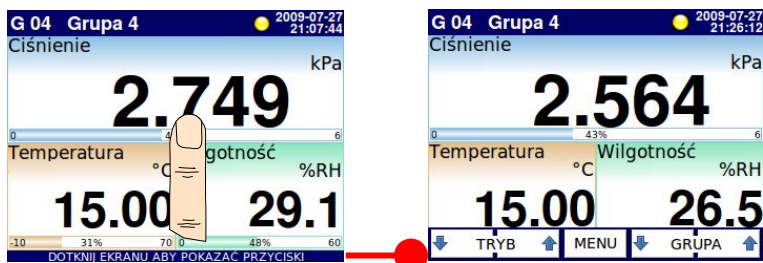 G 04 Grupa 4 2009-07-27
21:07:44
Ciśnienie
kPa
2.749
0 6
Temperatura gotność
°C %RH
15.00 29.1
-10 31% 70 0 48% 60
DOTKNIJ EKRANU ABY POKAZAĆ PRZYCISKI
G 04 Grupa 4 2009-07-27
21:26:12
Ciśnienie
kPa
2.564
0 43% 6
Temperatura Wilgotność
°C %RH
15.00 26.5
TRYB MENU GRUPA